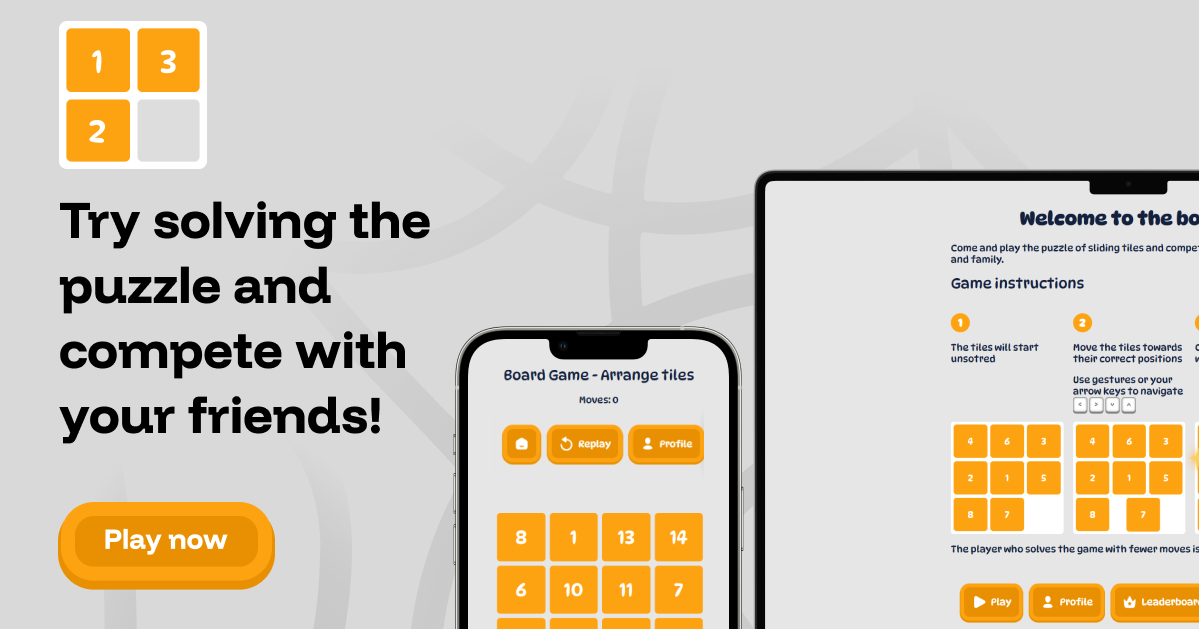 1 3
2
Try solving the
puzzle and
compete with
your friends!
Play now
Board Game - Arrange tiles
Moves: 0
Replay
Profile
8 1 13 14
6 10 11 7
Welcome to the bo
Come and play the puzzle of sliding tiles and compe
and family.
Game instructions
1
The tiles will start
unsotred
2
Move the tiles towards
their correct positions
Use gestures or your
arrow keys to navigate
< > v ^
4 6 3
2 1 5
8 7
4 6 3
2 1 5
8 7
The player who solves the game with fewer moves is
Play
Profile
Leaderboar